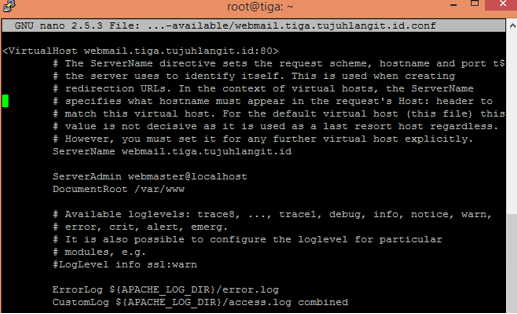 root@tiga: ~
GNU nano 2.5.3 File: ...-available/webmail.tiga.tujuhlangit.id.conf
<VirtualHost webmail.tiga.tujuhlangit.id:80>
# The ServerName directive sets the request scheme, hostname and port t$
# the server uses to identify itself. This is used when creating
# redirection URLs. In the context of virtual hosts, the ServerName
# specifies what hostname must appear in the request's Host: header to
# match this virtual host. For the default virtual host (this file) this
# value is not decisive as it is used as a last resort host regardless.
# However, you must set it for any further virtual host explicitly.
ServerName webmail.tiga.tujuhlangit.id
ServerAdmin webmaster@localhost
DocumentRoot /var/www
# Available loglevels: trace8, ..., trace1, debug, info, notice, warn,
# error, crit, alert, emerg.
# It is also possible to configure the loglevel for particular
# modules, e.g.
#LogLevel info ssl:warn
ErrorLog ${APACHE_LOG_DIR}/error.log
CustomLog ${APACHE_LOG_DIR}/access.log combined